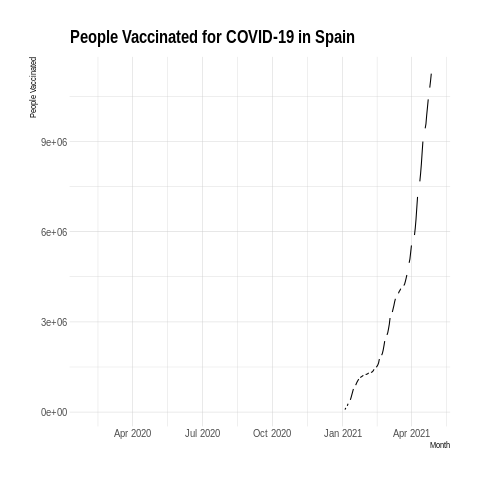 People Vaccinated for COVID-19 in Spain
People Vaccinated
9e+06
6e+06
3e+06
0e+00
Apr 2020 Jul 2020 Oct 2020 Jan 2021 Apr 2021
Month